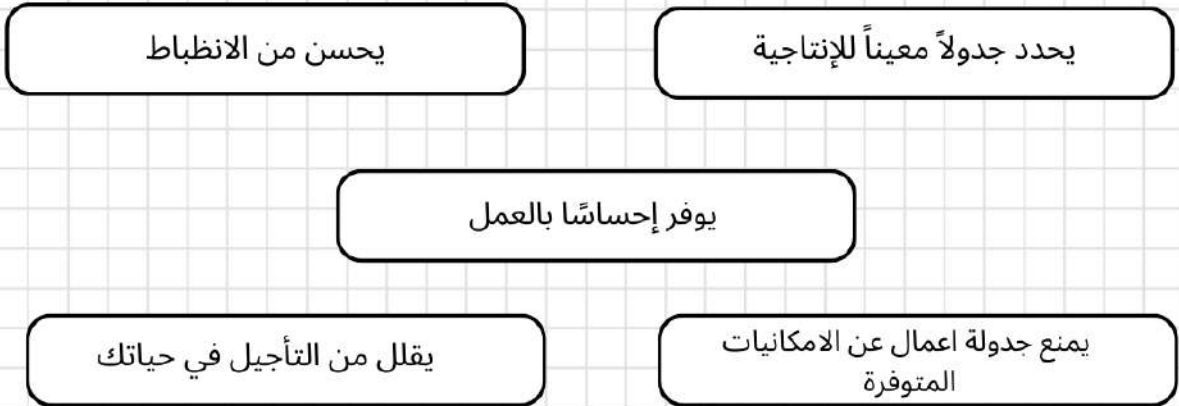 يحدد جدولاً معيناً للإنتاجية
يحسن من الانظباط
يوفر إحساسًا بالعمل
يمنع جدولة اعمال عن الامكانيات
المتوفرة
يقلل من التأجيل في حياتك